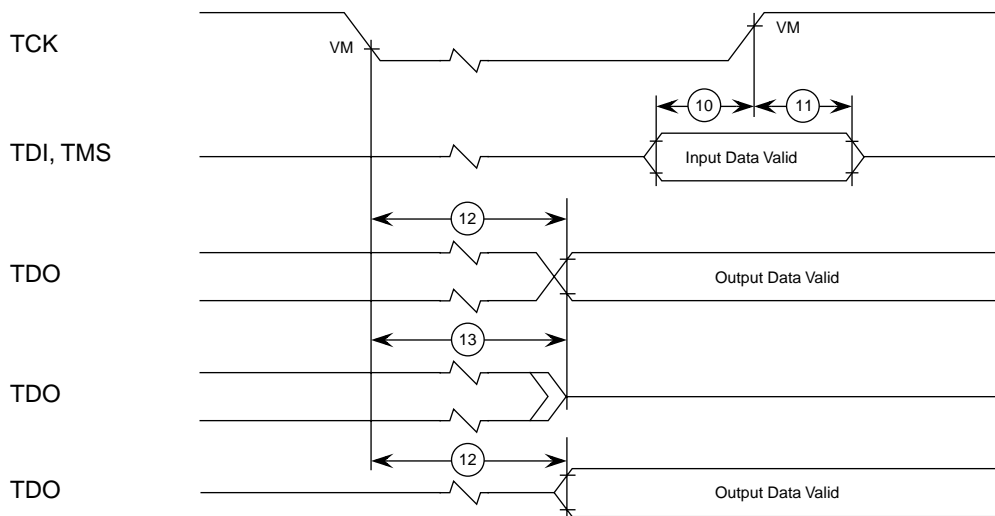 TCK
VM
VM
10
11
TDI, TMS
Input Data Valid
12
TDO
Output Data Valid
13
TDO
12
TDO
Output Data Valid